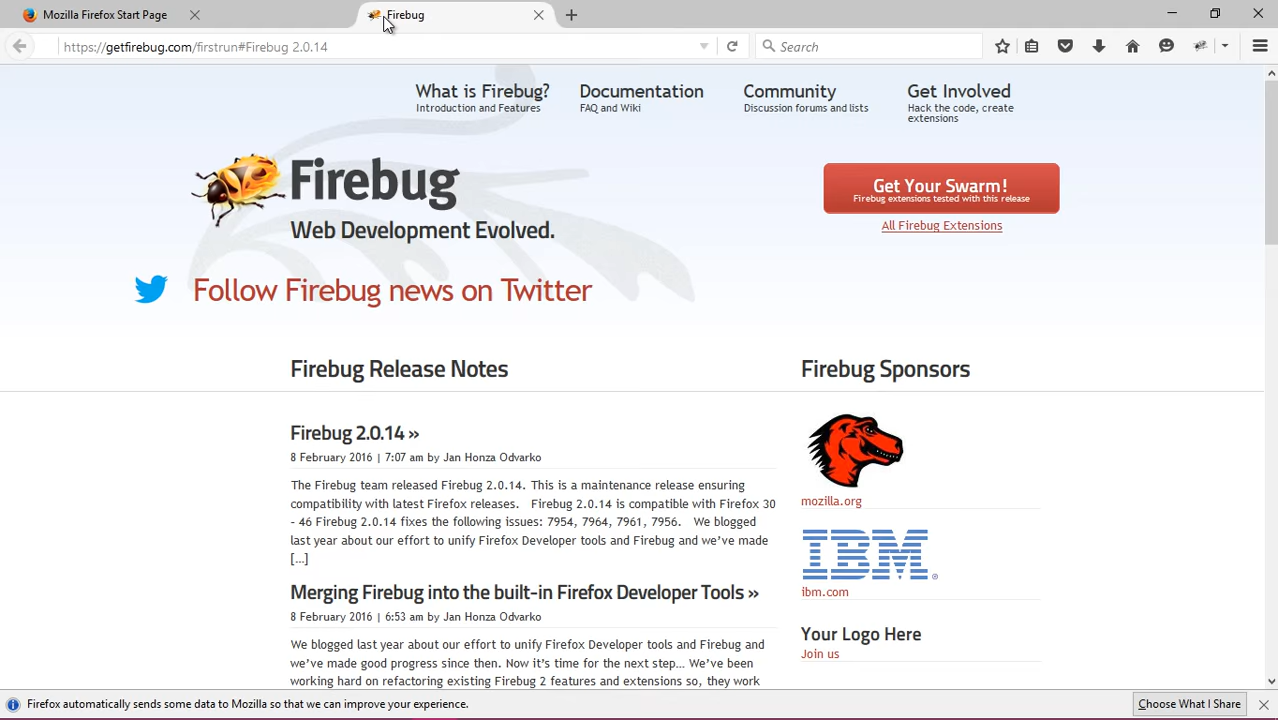 Mozilla Firefox Start Page
Firebug
https://getfirebug.com/firstrun#Firebug 2.0.14
Search
What is Firebug?
Introduction and Features
Documentation
FAQ and Wiki
Community
Discussion forums and lists
Get Involved
Hack the code, create
extensions
Firebug
Web Development Evolved.
Get Your Swarm!
Firebug extensions tested with this release
All Firebug Extensions
Follow Firebug news on Twitter
Firebug Release Notes
Firebug 2.0.14 »
8 February 2016 | 7:07 am by Jan Honza Odvarko
The Firebug team released Firebug 2.0.14. This is a maintenance release ensuring
compatibility with latest Firefox releases. Firebug 2.0.14 is compatible with Firefox 30
- 46 Firebug 2.0.14 fixes the following issues: 7954, 7964, 7961, 7956. We blogged
last year about our effort to unify Firefox Developer tools and Firebug and we've made
[...]
Merging Firebug into the built-in Firefox Developer Tools »
8 February 2016 | 6:53 am by Jan Honza Odvarko
We blogged last year about our effort to unify Firefox Developer tools and Firebug and
we've made good progress since then. Now it's time for the next step... We've been
working hard on refactoring existing Firebug 2 features and extensions so, they work
Firebug Sponsors
mozilla.org
IBM®
ibm.com
Your Logo Here
Join us
Firefox automatically sends some data to Mozilla so that we can improve your experience.
Choose What I Share